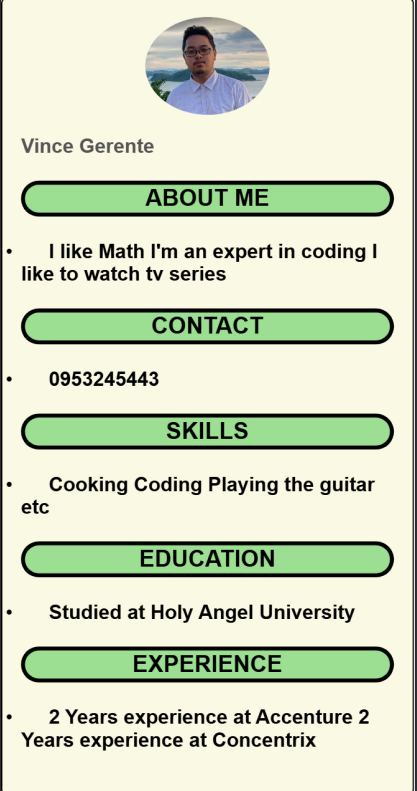 Vince Gerente
ABOUT ME
• I like Math I'm an expert in coding I
like to watch tv series
CONTACT
• 0953245443
SKILLS
• Cooking Coding Playing the guitar
etc
EDUCATION
• Studied at Holy Angel University
EXPERIENCE
• 2 Years experience at Accenture 2
Years experience at Concentrix